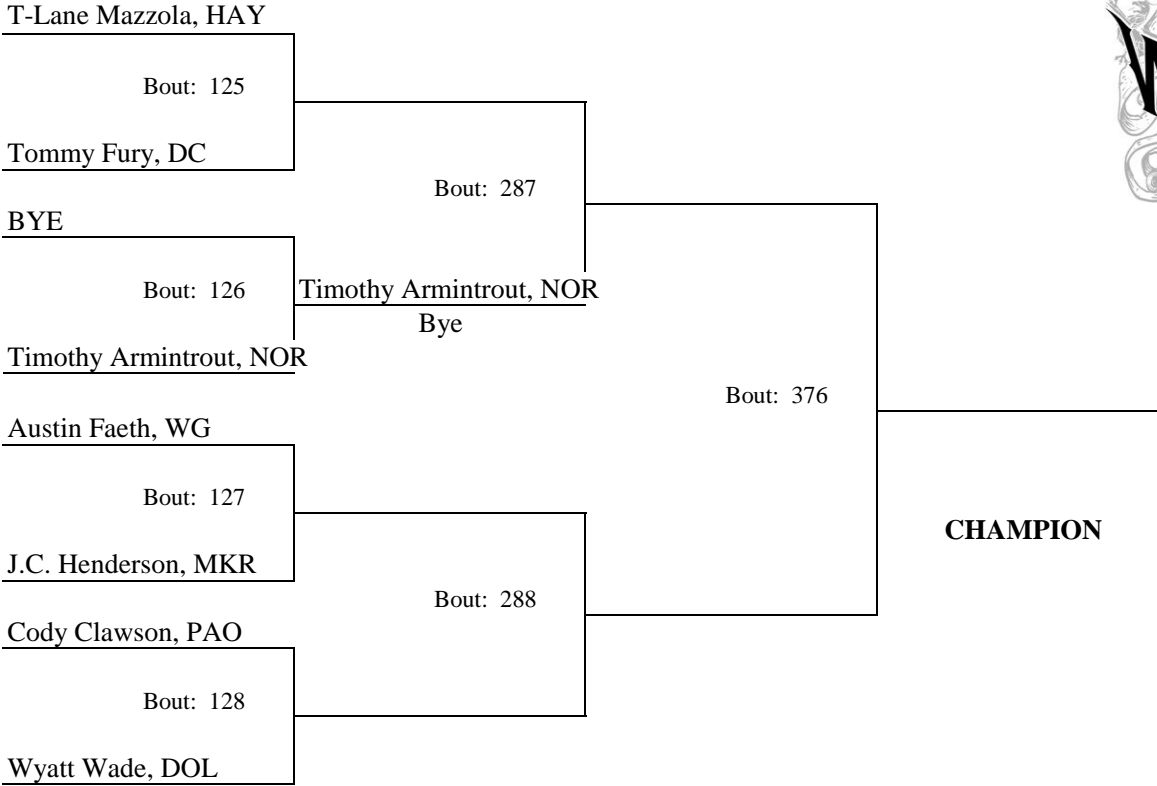 T-Lane Mazzola, HAY
Bout: 125
Tommy Fury, DC
Bout: 287
BYE
Bout: 126
Timothy Armintrout, NOR
Bye
Timothy Armintrout, NOR
Bout: 376
Austin Faeth, WG
Bout: 127
CHAMPION
J.C. Henderson, MKR
Bout: 288
Cody Clawson, PAO
Bout: 128
Wyatt Wade, DOL